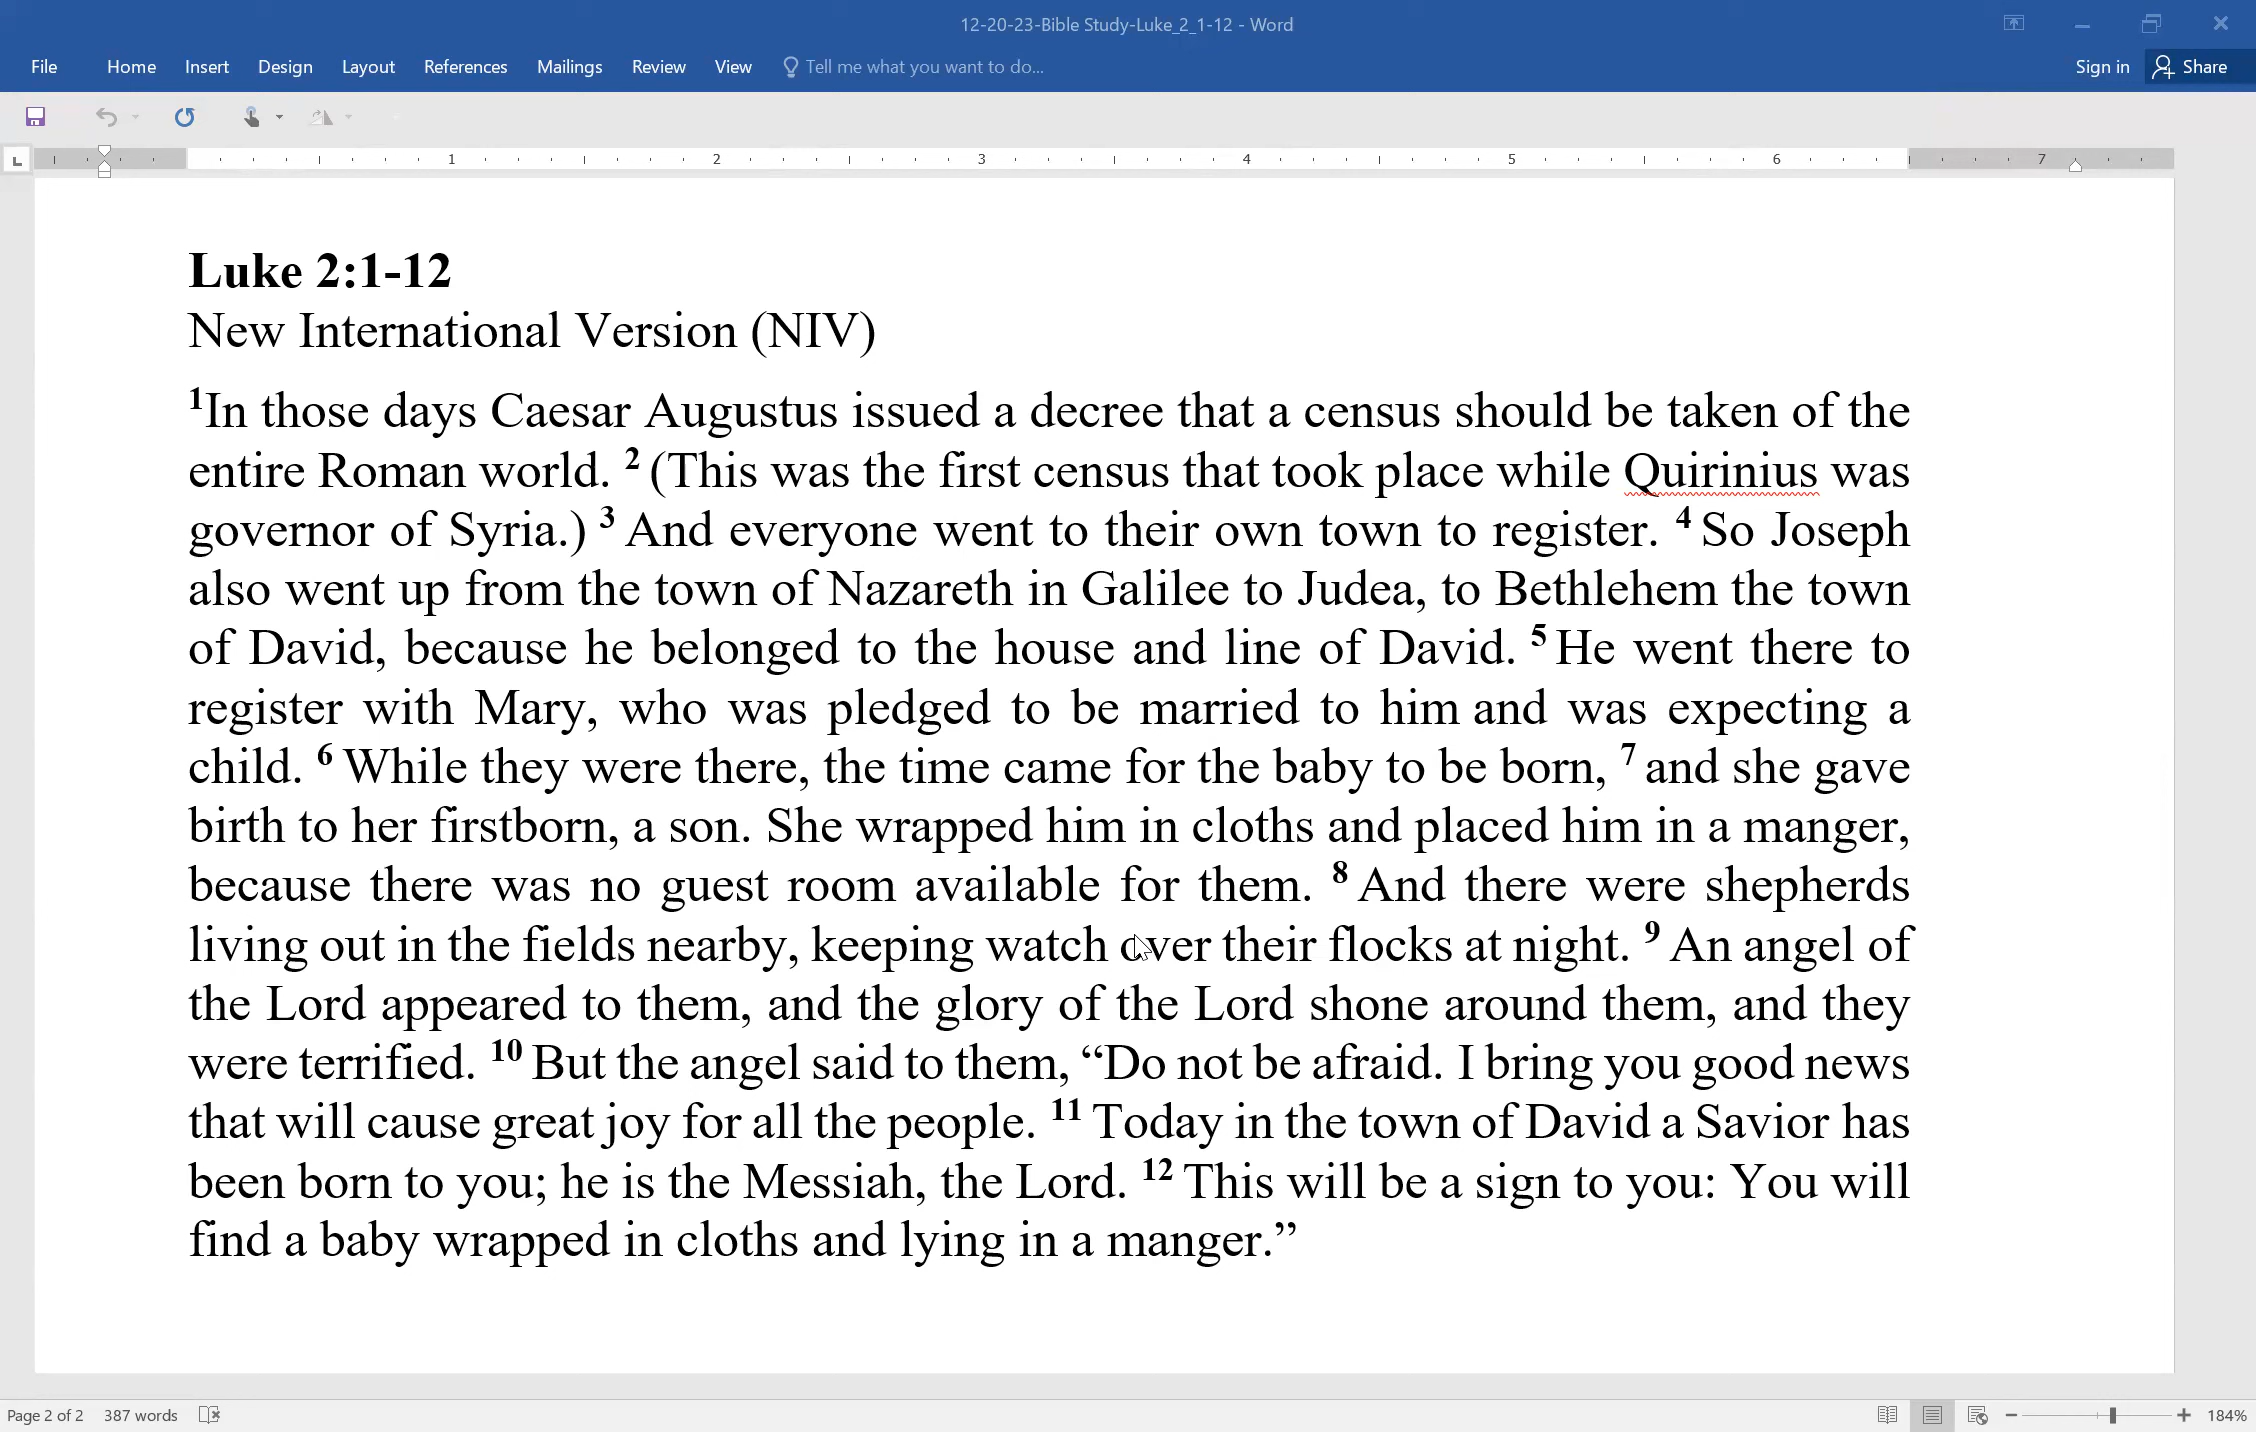 12-20-23-Bible Study-Luke_2_1-12 - Word
File Home Insert Design Layout References Mailings Review View Tell me what you want to do... Sign in Share
1 2 3 4 5 6 7
Luke 2:1-12
New International Version (NIV)
1In those days Caesar Augustus issued a decree that a census should be taken of the
entire Roman world. 2 (This was the first census that took place while Quirinius was
governor of Syria.) 3 And everyone went to their own town to register. 4 So Joseph
also went up from the town of Nazareth in Galilee to Judea, to Bethlehem the town
of David, because he belonged to the house and line of David. 5 He went there to
register with Mary, who was pledged to be married to him and was expecting a
child. 6 While they were there, the time came for the baby to be born, 7 and she gave
birth to her firstborn, a son. She wrapped him in cloths and placed him in a manger,
because there was no guest room available for them. 8 And there were shepherds
living out in the fields nearby, keeping watch over their flocks at night. 9 An angel of
the Lord appeared to them, and the glory of the Lord shone around them, and they
were terrified. 10 But the angel said to them, “Do not be afraid. I bring you good news
that will cause great joy for all the people. 11 Today in the town of David a Savior has
been born to you; he is the Messiah, the Lord. 12 This will be a sign to you: You will
find a baby wrapped in cloths and lying in a manger.”
Page 2 of 2 387 words 184%